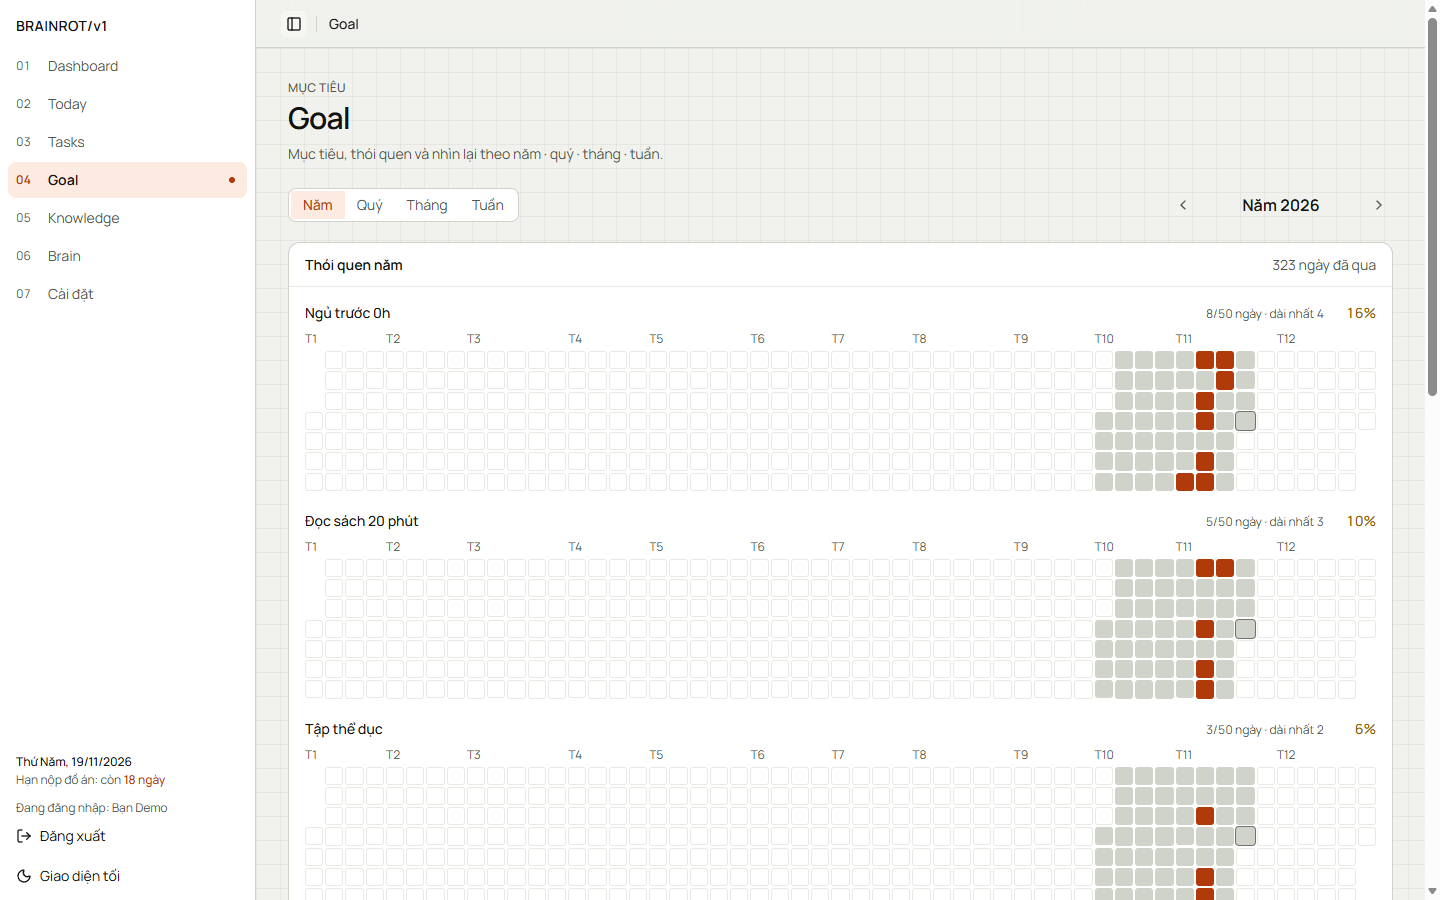 BRAINROT/v1
01 Dashboard
02 Today
03 Tasks
04 Goal
05 Knowledge
06 Brain
07 Cài đặt
Thứ Năm, 19/11/2026
Hạn nộp đồ án: còn 18 ngày
Đang đăng nhập: Bạn Demo
Đăng xuất
Giao diện tối
Goal
MỤC TIÊU
Goal
Mục tiêu, thói quen và nhìn lại theo năm · quý · tháng · tuần.
Năm Quý Tháng Tuần
Năm 2026
Thói quen năm 323 ngày đã qua
Ngủ trước 0h 8/50 ngày · dài nhất 4 16%
T1 T2 T3 T4 T5 T6 T7 T8 T9 T10 T11 T12
Đọc sách 20 phút 5/50 ngày · dài nhất 3 10%
T1 T2 T3 T4 T5 T6 T7 T8 T9 T10 T11 T12
Tập thể dục 3/50 ngày · dài nhất 2 6%
T1 T2 T3 T4 T5 T6 T7 T8 T9 T10 T11 T12